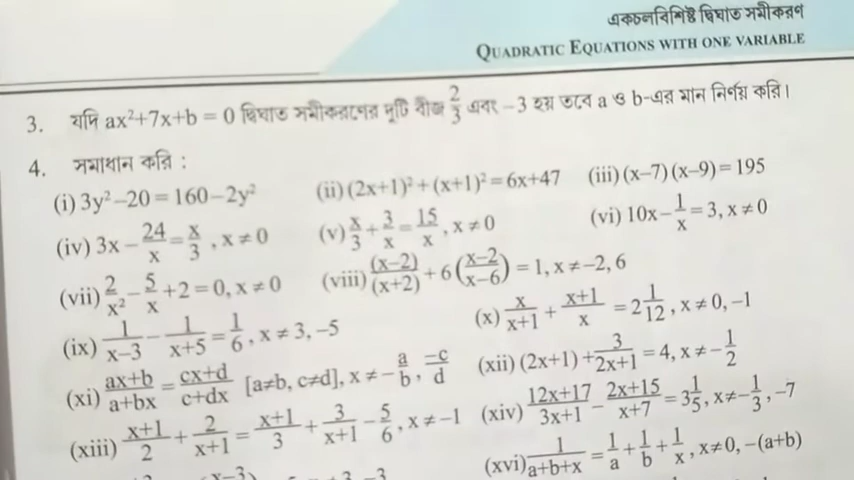 একচলবিশিষ্ট দ্বিঘাত সমীকরণ
QUADRATIC EQUATIONS WITH ONE VARIABLE
3. যদি ax²+7x+b = 0 দ্বিঘাত সমীকরণের দুটি বীজ 2/3 এবং –3 হয় তবে a ও b-এর মান নির্ণয় করি।
4. সমাধান করি :
(i) 3y²–20 = 160–2y² (ii) (2x+1)²+(x+1)²=6x+47 (iii) (x–7)(x–9)=195
(iv) 3x – 24/x = x/3 , x≠0 (v) x/3 + 3/x = 15/x , x≠0 (vi) 10x – 1/x = 3, x≠0
(vii) 2/x² – 5/x +2 = 0, x≠0 (viii) (x–2)/(x+2) + 6((x–2)/(x–6)) = 1, x≠–2, 6
(ix) 1/(x–3) – 1/(x+5) = 1/6 , x≠3, –5 (x) x/(x+1) + (x+1)/x = 2 1/12 , x≠0, –1
(xi) (ax+b)/(a+bx) = (cx+d)/(c+dx) [a≠b, c≠d], x≠–a/b , –c/d (xii) (2x+1) + 3/(2x+1) = 4, x≠–1/2
(xiii) (x+1)/2 + 2/(x+1) = (x+1)/3 + 3/(x+1) – 5/6 , x≠–1 (xiv) (12x+17)/(3x+1) – (2x+15)/(x+7) = 3 1/5 , x≠–1/3 , –7
(xvi) 1/(a+b+x) = 1/a + 1/b + 1/x , x≠0, –(a+b)